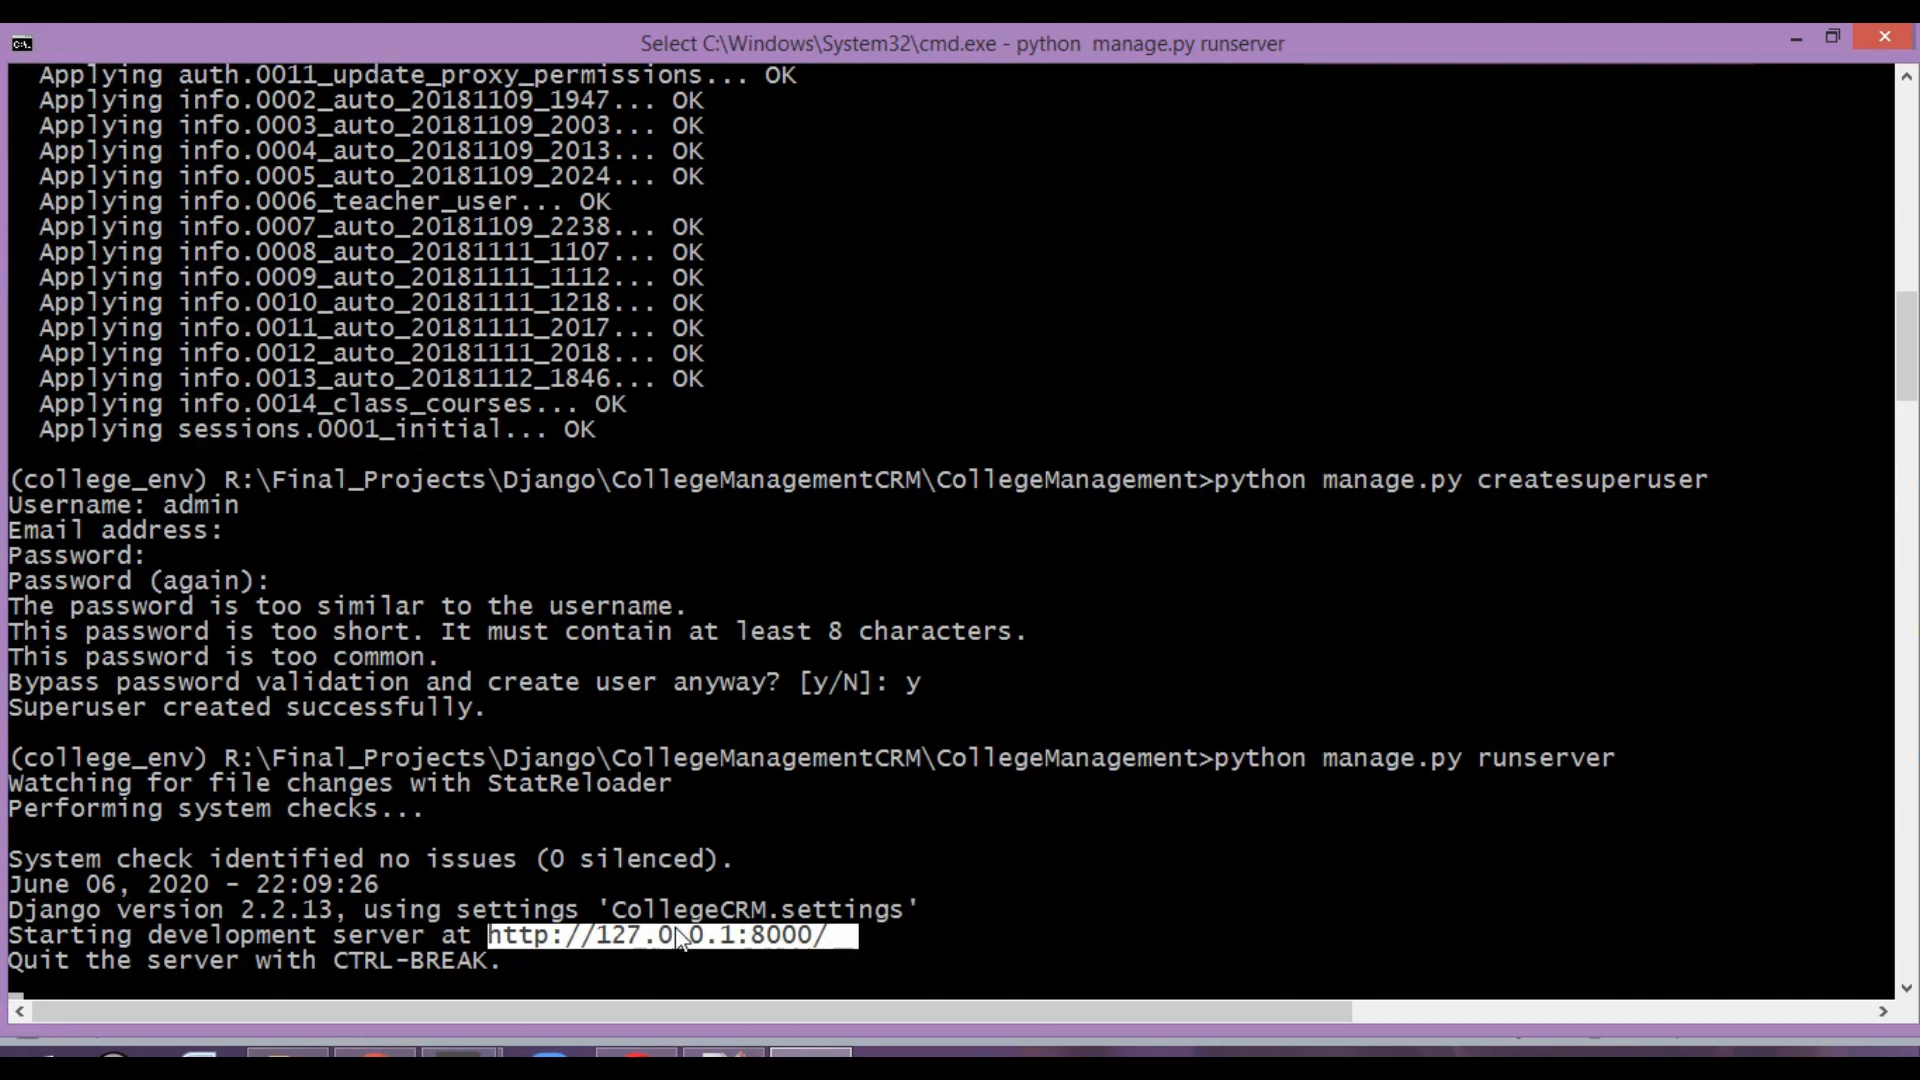 Select C:\Windows\System32\cmd.exe - python  manage.py runserver
Applying auth.0011_update_proxy_permissions... OK
Applying info.0002_auto_20181109_1947... OK
Applying info.0003_auto_20181109_2003... OK
Applying info.0004_auto_20181109_2013... OK
Applying info.0005_auto_20181109_2024... OK
Applying info.0006_teacher_user... OK
Applying info.0007_auto_20181109_2238... OK
Applying info.0008_auto_20181111_1107... OK
Applying info.0009_auto_20181111_1112... OK
Applying info.0010_auto_20181111_1218... OK
Applying info.0011_auto_20181111_2017... OK
Applying info.0012_auto_20181111_2018... OK
Applying info.0013_auto_20181112_1846... OK
Applying info.0014_class_courses... OK
Applying sessions.0001_initial... OK
(college_env) R:\Final_Projects\Django\CollegeManagementCRM\CollegeManagement>python manage.py createsuperuser
Username: admin
Email address:
Password:
Password (again):
The password is too similar to the username.
This password is too short. It must contain at least 8 characters.
This password is too common.
Bypass password validation and create user anyway? [y/N]: y
Superuser created successfully.
(college_env) R:\Final_Projects\Django\CollegeManagementCRM\CollegeManagement>python manage.py runserver
Watching for file changes with StatReloader
Performing system checks...
System check identified no issues (0 silenced).
June 06, 2020 - 22:09:26
Django version 2.2.13, using settings 'CollegeCRM.settings'
Starting development server at http://127.0.0.1:8000/
Quit the server with CTRL-BREAK.